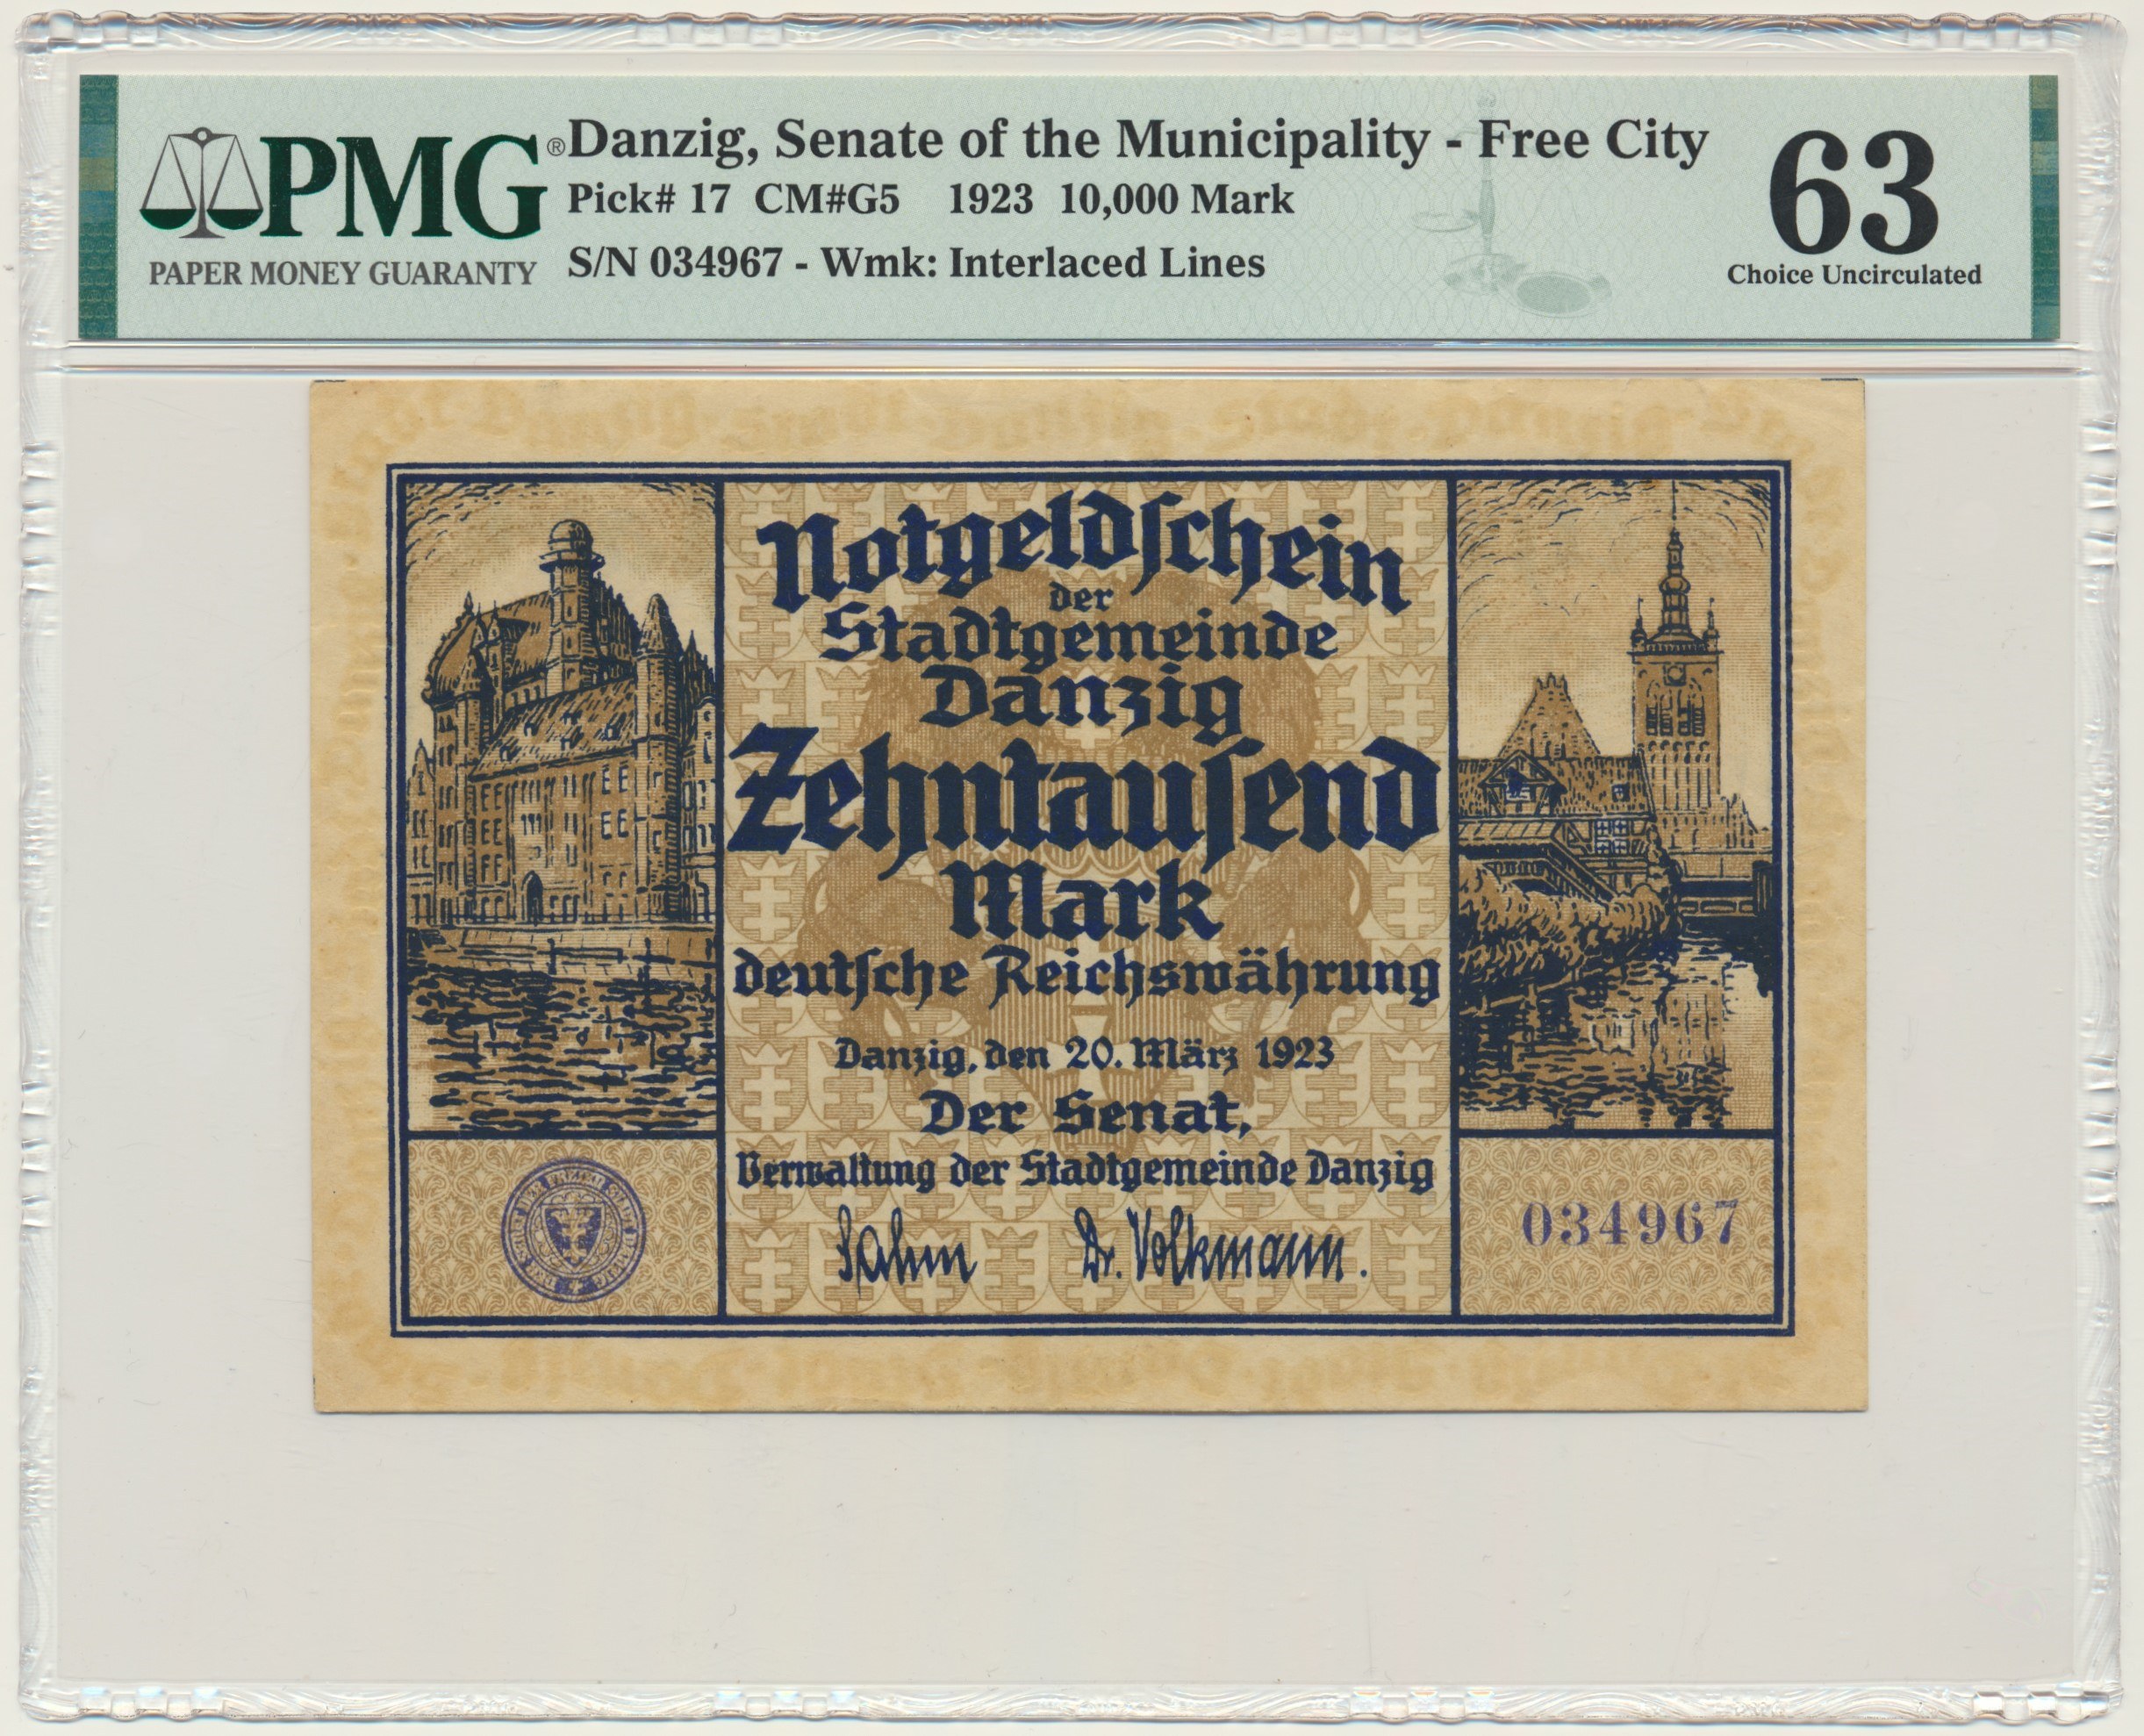 PMG®
PAPER MONEY GUARANTY
Danzig, Senate of the Municipality - Free City
Pick# 17 CM#G5 1923 10,000 Mark
S/N 034967 - Wmk: Interlaced Lines
63
Choice Uncirculated
Notgeldſchein
der
Stadtgemeinde
Danzig
Zehntauſend
Mark
deutſche Reichswährung
Danzig, den 20. März 1923
Der Senat,
Verwaltung der Stadtgemeinde Danzig
Sahm Dr. Volkmann.
034967